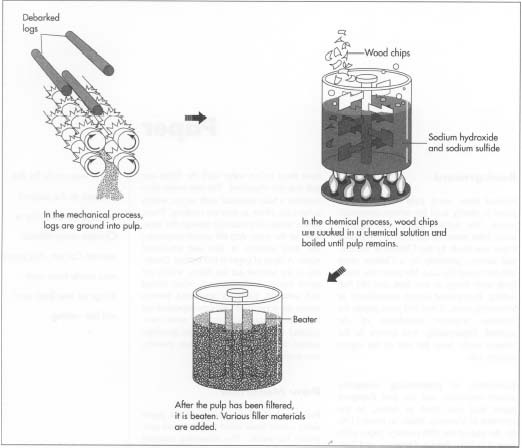 Debarked
logs
Wood chips
Sodium hydroxide
and sodium sulfide
In the mechanical process,
logs are ground into pulp.
In the chemical process, wood chips
are cooked in a chemical solution and
boiled until pulp remains.
Beater
After the pulp has been filtered,
it is beaten. Various filler materials
are added.